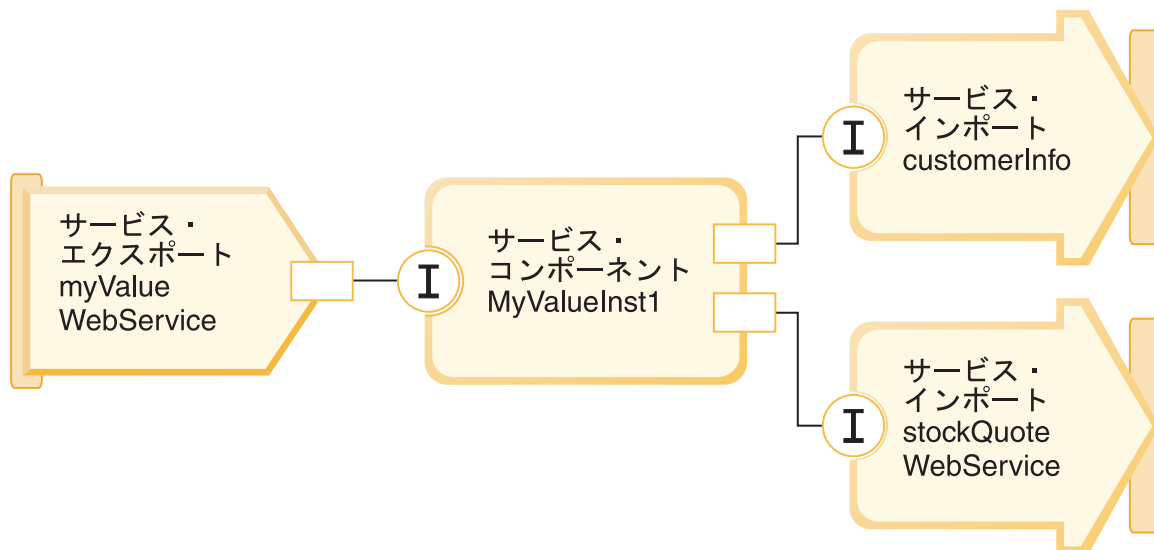 サービス・
エクスポート
myValue
WebService
I
サービス・
コンポーネント
MyValueInst1
I
サービス・
インポート
customerInfo
I
サービス・
インポート
stockQuote
WebService